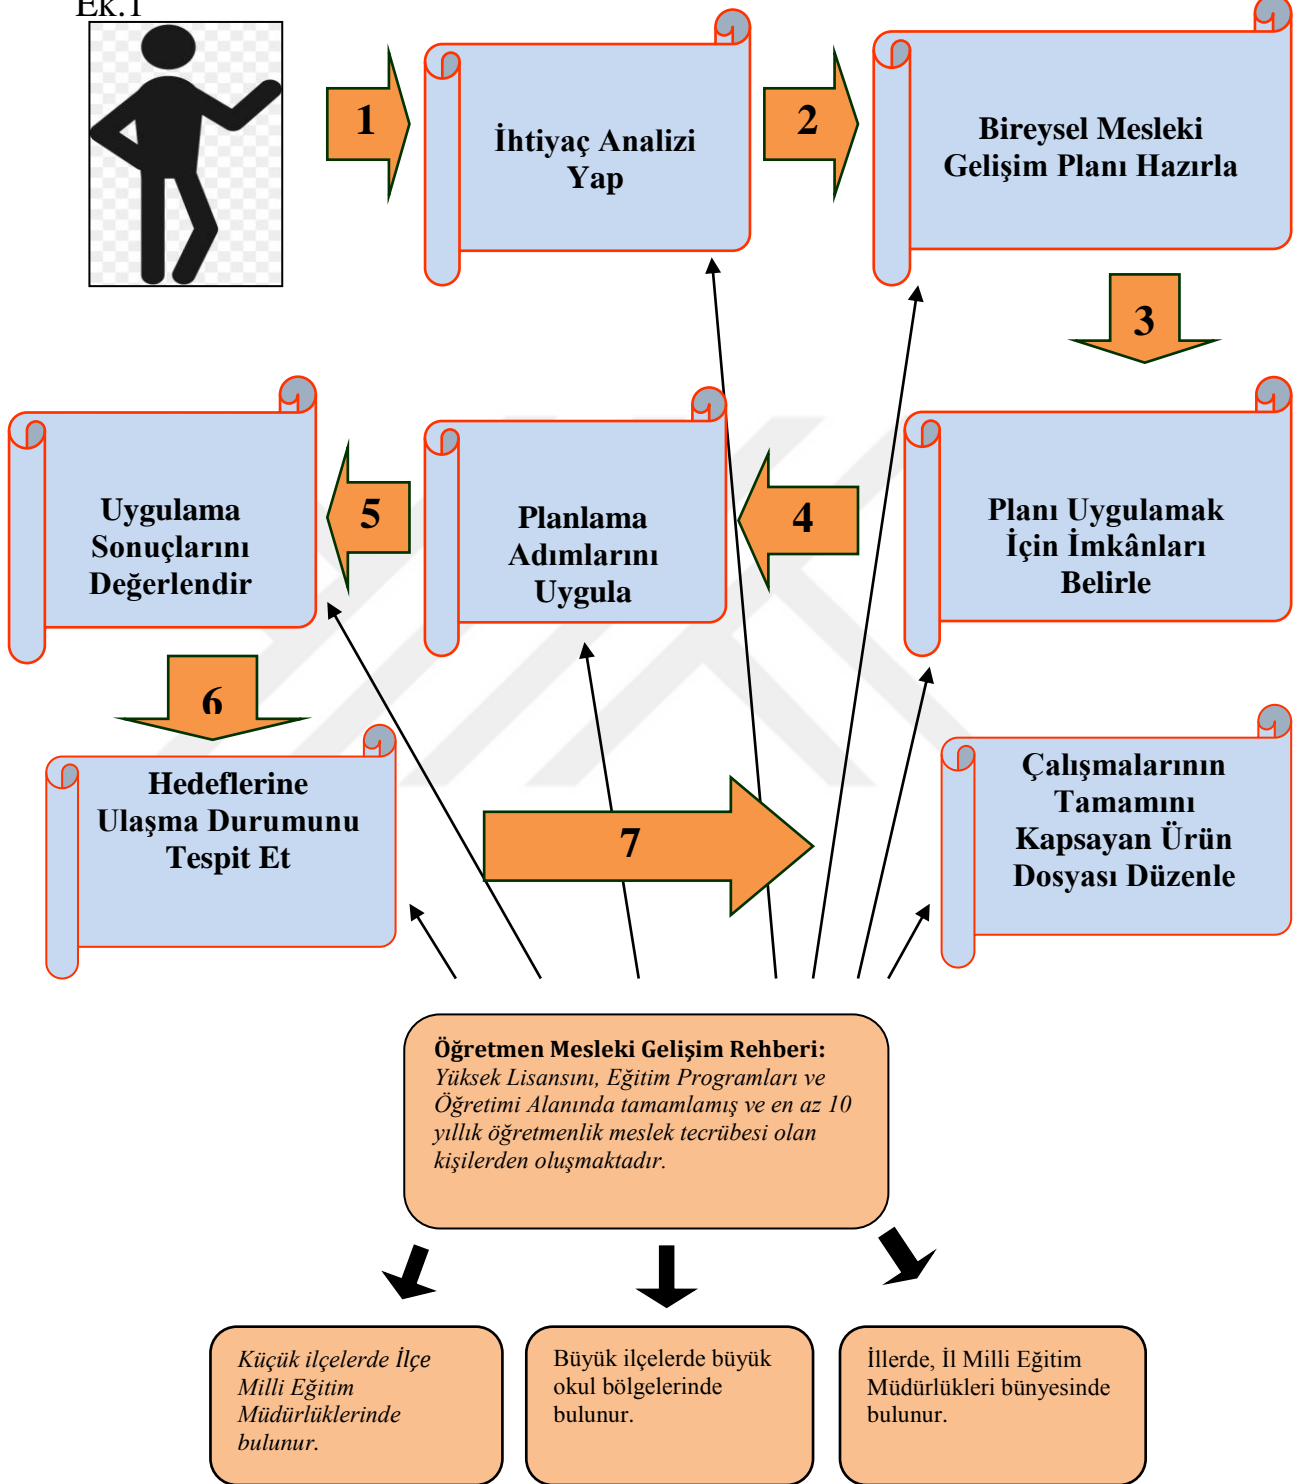 Ek.1
1
İhtiyaç Analizi
Yap
2
Bireysel Mesleki
Gelişim Planı Hazırla
3
Planı Uygulamak
İçin İmkânları
Belirle
4
Planlama
Adımlarını
Uygula
5
Uygulama
Sonuçlarını
Değerlendir
6
Hedeflerine
Ulaşma Durumunu
Tespit Et
7
Çalışmalarının
Tamamını
Kapsayan Ürün
Dosyası Düzenle
Öğretmen Mesleki Gelişim Rehberi:
Yüksek Lisansını, Eğitim Programları ve
Öğretimi Alanında tamamlamış ve en az 10
yıllık öğretmenlik meslek tecrübesi olan
kişilerden oluşmaktadır.
Küçük ilçelerde İlçe
Milli Eğitim
Müdürlüklerinde
bulunur.
Büyük ilçelerde büyük
okul bölgelerinde
bulunur.
İllerde, İl Milli Eğitim
Müdürlükleri bünyesinde
bulunur.